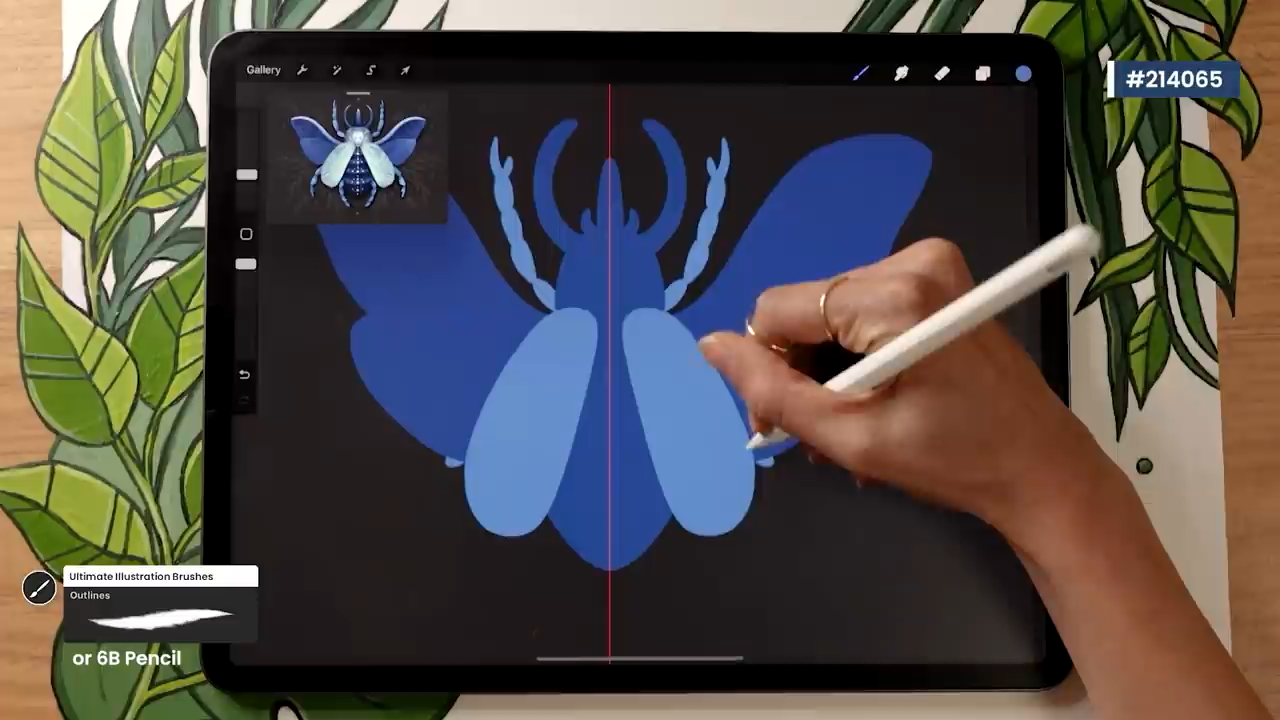 Gallery
#214065
Ultimate Illustration Brushes
Outlines
or 6B Pencil